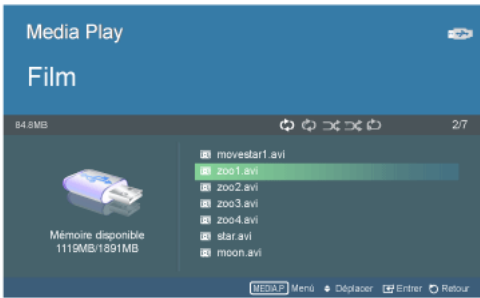 Media Play
Film
84.8MB 2/7
movestar1.avi
zoo1.avi
zoo2.avi
zoo3.avi
zoo4.avi
star.avi
moon.avi
Mémoire disponible
1119MB/1891MB
MEDIA.P Menú Déplacer Entrer Retour